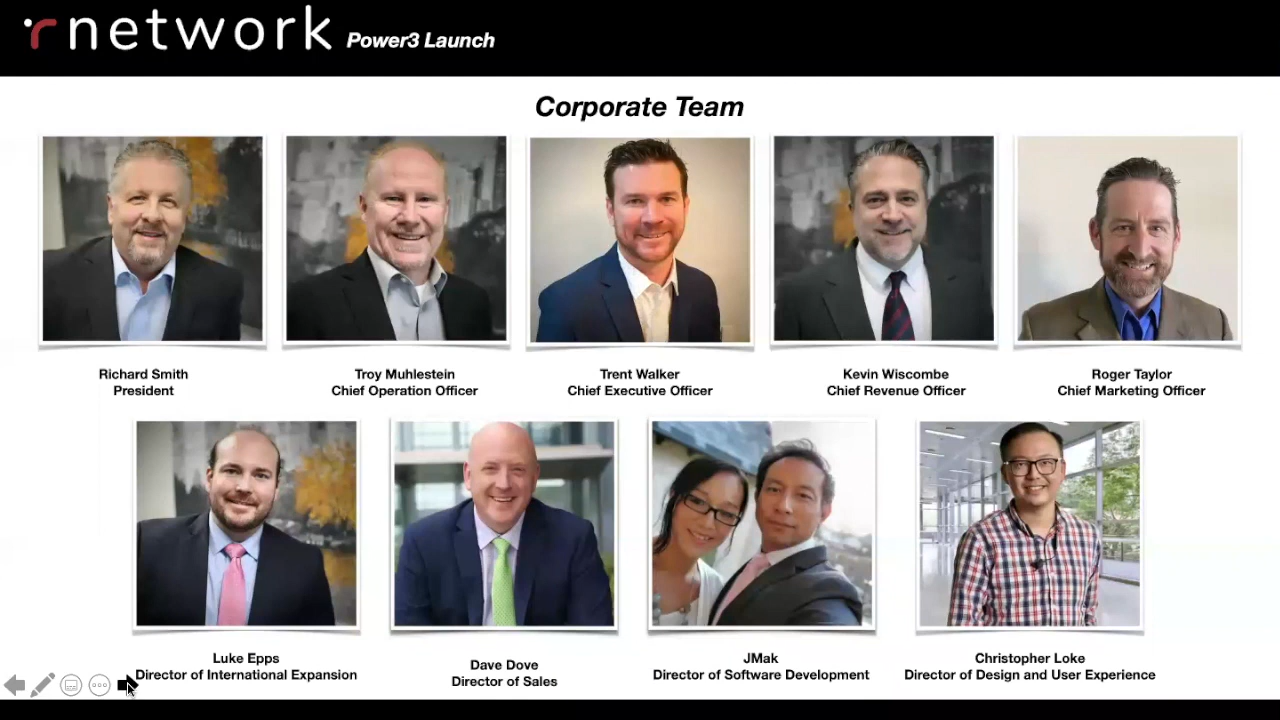 rnetwork Power3 Launch
Corporate Team
Richard Smith
President
Troy Muhlestein
Chief Operation Officer
Trent Walker
Chief Executive Officer
Kevin Wiscombe
Chief Revenue Officer
Roger Taylor
Chief Marketing Officer
Luke Epps
Director of International Expansion
Dave Dove
Director of Sales
JMak
Director of Software Development
Christopher Loke
Director of Design and User Experience